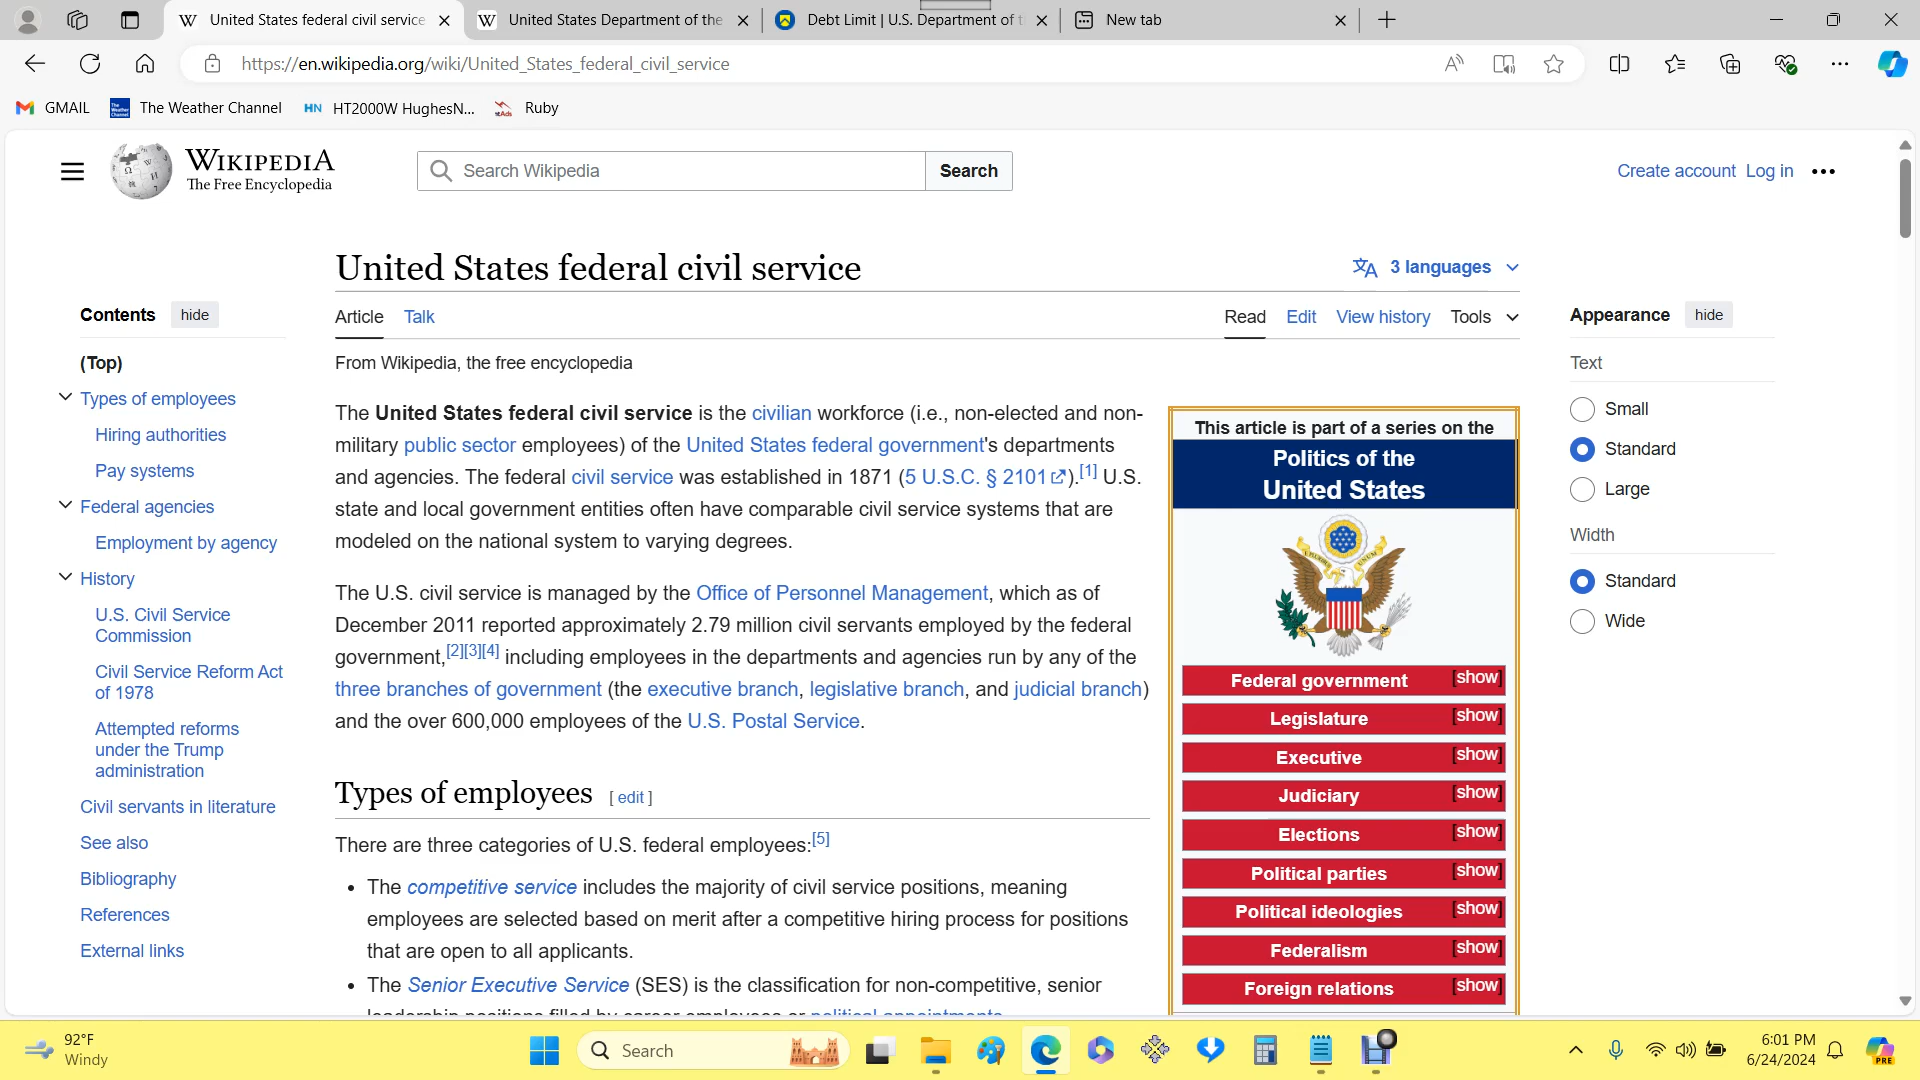 United States federal civil service
United States Department of the
Debt Limit | U.S. Department of t
New tab
https://en.wikipedia.org/wiki/United_States_federal_civil_service
GMAIL
The Weather Channel
HT2000W HughesN...
Ruby
WIKIPEDIA
The Free Encyclopedia
Search Wikipedia
Search
Create account
Log in
United States federal civil service
3 languages
Contents
hide
(Top)
Types of employees
Hiring authorities
Pay systems
Federal agencies
Employment by agency
History
U.S. Civil Service
Commission
Civil Service Reform Act
of 1978
Attempted reforms
under the Trump
administration
Civil servants in literature
See also
Bibliography
References
External links
Article
Talk
Read
Edit
View history
Tools
From Wikipedia, the free encyclopedia
The United States federal civil service is the civilian workforce (i.e., non-elected and non-
military public sector employees) of the United States federal government's departments
and agencies. The federal civil service was established in 1871 (5 U.S.C. § 2101).[1] U.S.
state and local government entities often have comparable civil service systems that are
modeled on the national system to varying degrees.
The U.S. civil service is managed by the Office of Personnel Management, which as of
December 2011 reported approximately 2.79 million civil servants employed by the federal
government,[2][3][4] including employees in the departments and agencies run by any of the
three branches of government (the executive branch, legislative branch, and judicial branch)
and the over 600,000 employees of the U.S. Postal Service.
Types of employees [ edit ]
There are three categories of U.S. federal employees:[5]
• The competitive service includes the majority of civil service positions, meaning
employees are selected based on merit after a competitive hiring process for positions
that are open to all applicants.
• The Senior Executive Service (SES) is the classification for non-competitive, senior
leadership positions filled by career employees or political appointments.
This article is part of a series on the
Politics of the
United States
Federal government [show]
Legislature [show]
Executive [show]
Judiciary [show]
Elections [show]
Political parties [show]
Political ideologies [show]
Federalism [show]
Foreign relations [show]
Appearance
hide
Text
Small
Standard
Large
Width
Standard
Wide
92°F
Windy
Search
6:01 PM
6/24/2024
PRE